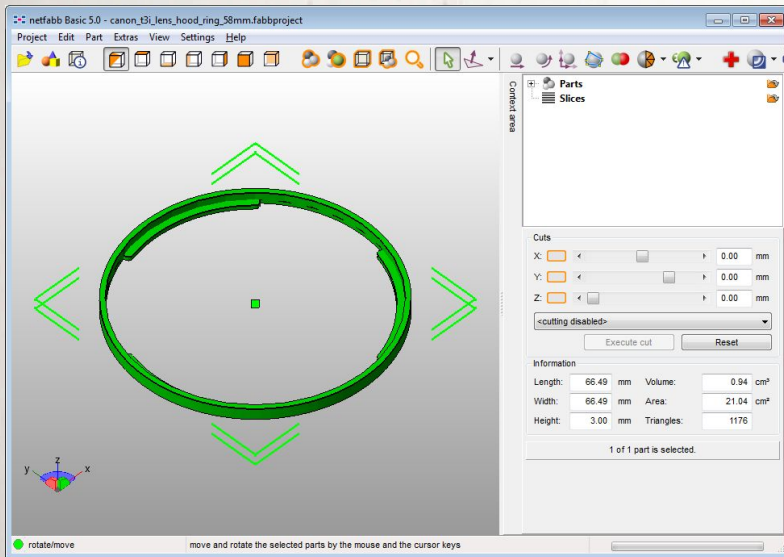 netfabb Basic 5.0 - canon_t3i_lens_hood_ring_58mm.fabbproject
Project Edit Part Extras View Settings Help
Context area
Parts
Slices
Cuts
X: 0.00 mm
Y: 0.00 mm
Z: 0.00 mm
<cutting disabled>
Execute cut Reset
Information
Length: 66.49 mm Volume: 0.94 cm³
Width: 66.49 mm Area: 21.04 cm²
Height: 3.00 mm Triangles: 1176
1 of 1 part is selected.
z
y x
rotate/move move and rotate the selected parts by the mouse and the cursor keys